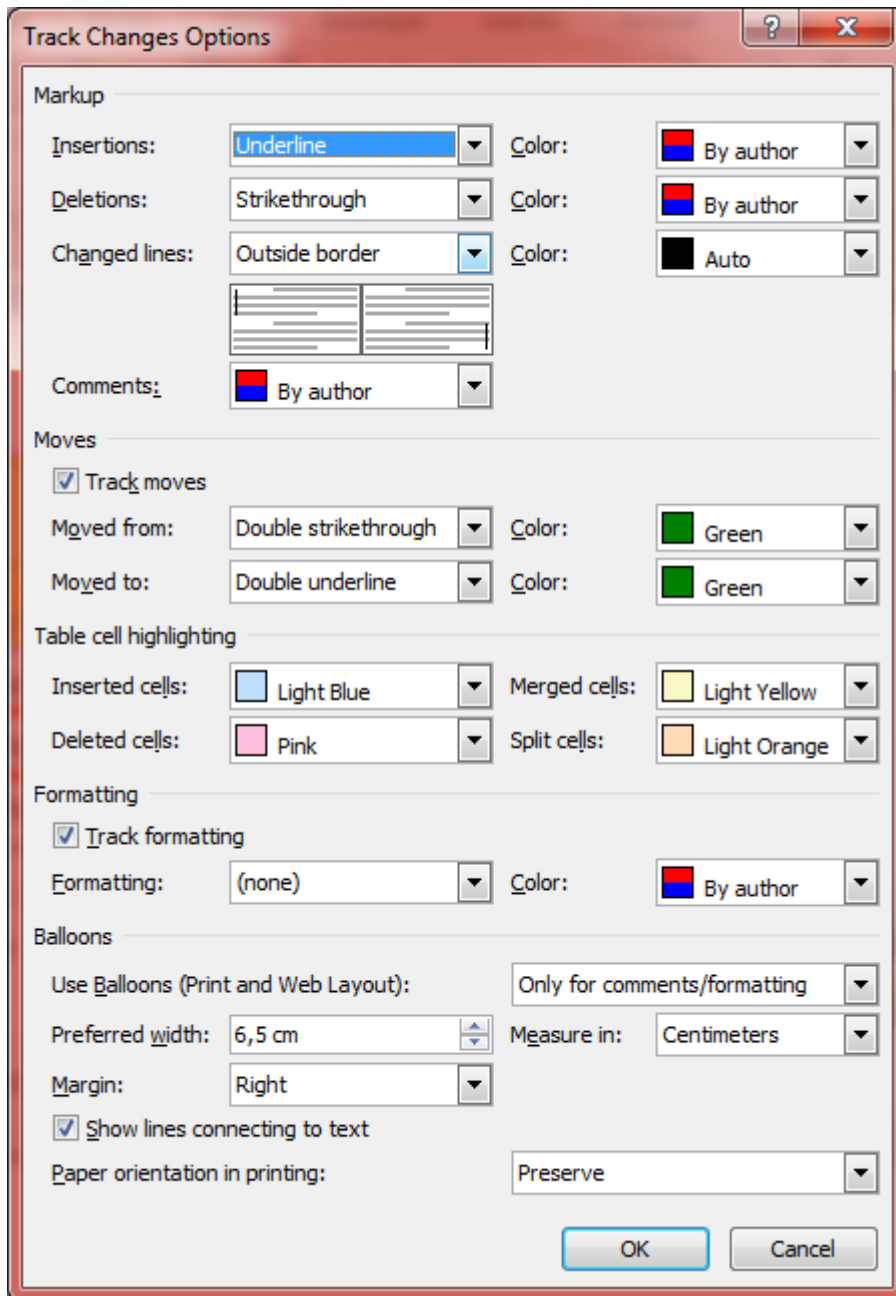 Track Changes Options
Markup
Insertions: Underline Color: By author
Deletions: Strikethrough Color: By author
Changed lines: Outside border Color: Auto
Comments: By author
Moves
Track moves
Moved from: Double strikethrough Color: Green
Moved to: Double underline Color: Green
Table cell highlighting
Inserted cells: Light Blue Merged cells: Light Yellow
Deleted cells: Pink Split cells: Light Orange
Formatting
Track formatting
Formatting: (none) Color: By author
Balloons
Use Balloons (Print and Web Layout): Only for comments/formatting
Preferred width: 6,5 cm Measure in: Centimeters
Margin: Right
Show lines connecting to text
Paper orientation in printing: Preserve
OK Cancel